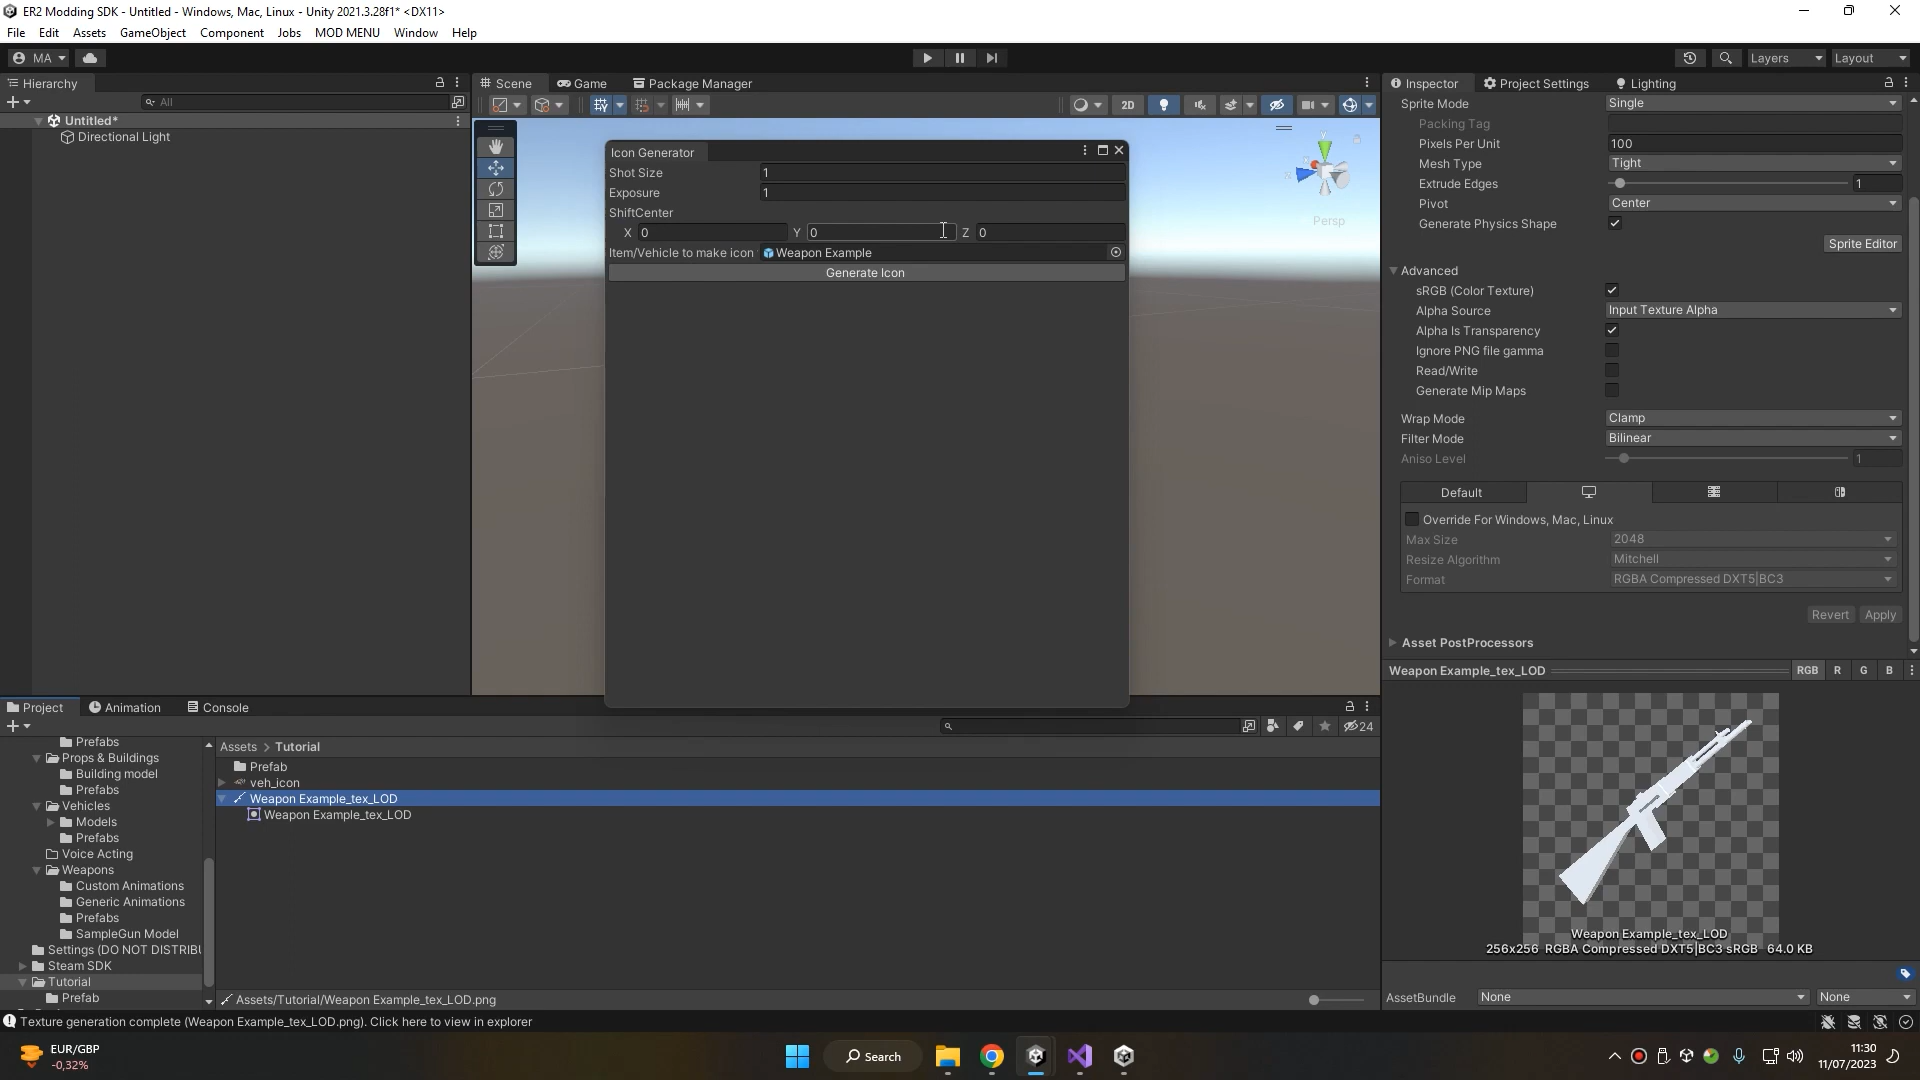 ER2 Modding SDK - Untitled - Windows, Mac, Linux - Unity 2021.3.28f1* <DX11>
File Edit Assets GameObject Component Jobs MOD MENU Window Help
MA Layers Layout
Hierarchy
All
Untitled*
Directional Light
Scene Game Package Manager
2D
Y
Persp
Icon Generator
Shot Size 1
Exposure 1
ShiftCenter
X 0 Y 0 Z 0
Item/Vehicle to make icon Weapon Example
Generate Icon
Inspector Project Settings Lighting
Sprite Mode Single
Packing Tag
Pixels Per Unit 100
Mesh Type Tight
Extrude Edges 1
Pivot Center
Generate Physics Shape
Sprite Editor
Advanced
sRGB (Color Texture)
Alpha Source Input Texture Alpha
Alpha Is Transparency
Ignore PNG file gamma
Read/Write
Generate Mip Maps
Wrap Mode Clamp
Filter Mode Bilinear
Aniso Level 1
Default
Override For Windows, Mac, Linux
Max Size 2048
Resize Algorithm Mitchell
Format RGBA Compressed DXT5|BC3
Revert Apply
Asset PostProcessors
Weapon Example_tex_LOD RGB R G B
Weapon Example_tex_LOD
256x256 RGBA Compressed DXT5|BC3 sRGB 64.0 KB
AssetBundle None None
Project Animation Console
24
Prefabs
Props & Buildings
Building model
Prefabs
Vehicles
Models
Prefabs
Voice Acting
Weapons
Custom Animations
Generic Animations
Prefabs
SampleGun Model
Settings (DO NOT DISTRIBU
Steam SDK
Tutorial
Prefab
Assets > Tutorial
Prefab
veh_icon
Weapon Example_tex_LOD
Weapon Example_tex_LOD
Assets/Tutorial/Weapon Example_tex_LOD.png
Texture generation complete (Weapon Example_tex_LOD.png). Click here to view in explorer
EUR/GBP
-0,32%
Search
11:30
11/07/2023